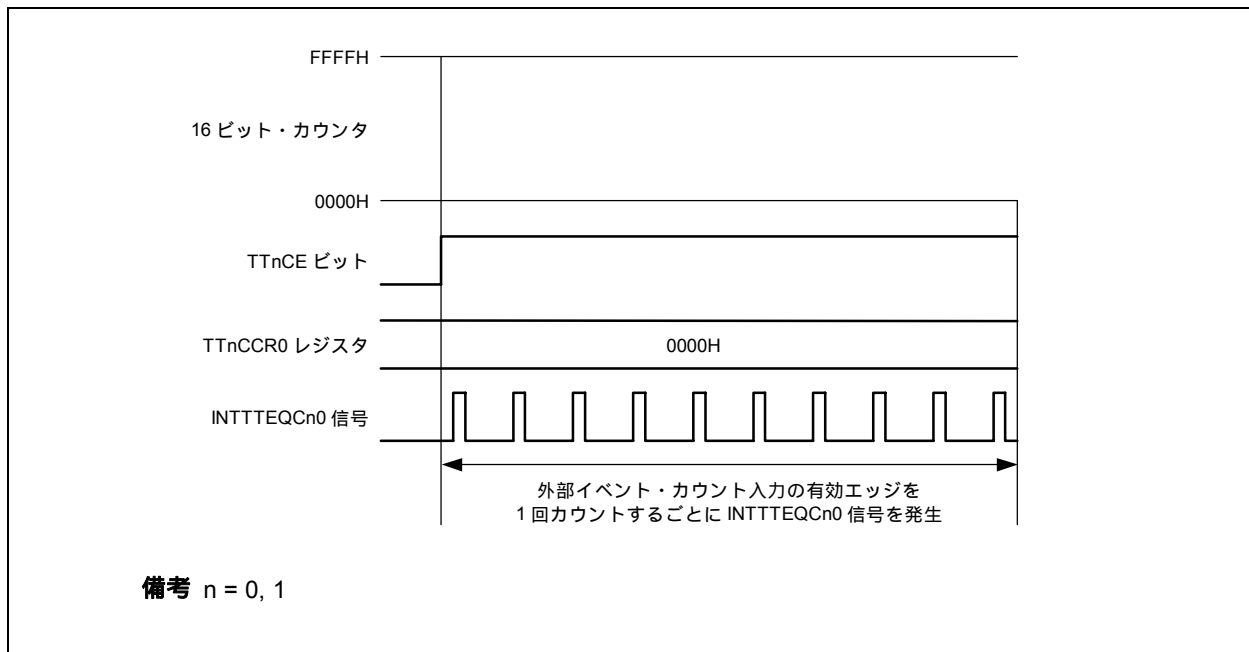 FFFFH
16 ビット・カウンタ
0000H
TTnCE ビット
TTnCCR0 レジスタ
0000H
INTTTEQCn0 信号
外部イベント・カウント入力の有効エッジを
1 回カウントするごとに INTTTEQCn0 信号を発生
備考 n = 0, 1